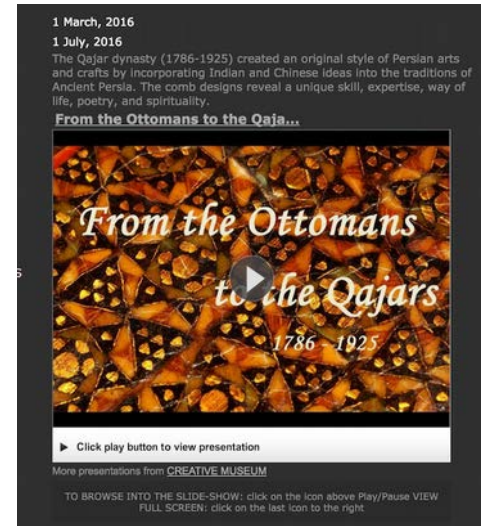 1 March, 2016
1 July, 2016
The Qajar dynasty (1786-1925) created an original style of Persian arts
and crafts by incorporating Indian and Chinese ideas into the traditions of
Ancient Persia. The comb designs reveal a unique skill, expertise, way of
life, poetry, and spirituality.
From the Ottomans to the Qaja...
From the Ottomans
to the Qajars
1786 - 1925
Click play button to view presentation
More presentations from CREATIVE MUSEUM
TO BROWSE INTO THE SLIDE-SHOW: click on the icon above Play/Pause VIEW
FULL SCREEN: click on the last icon to the right